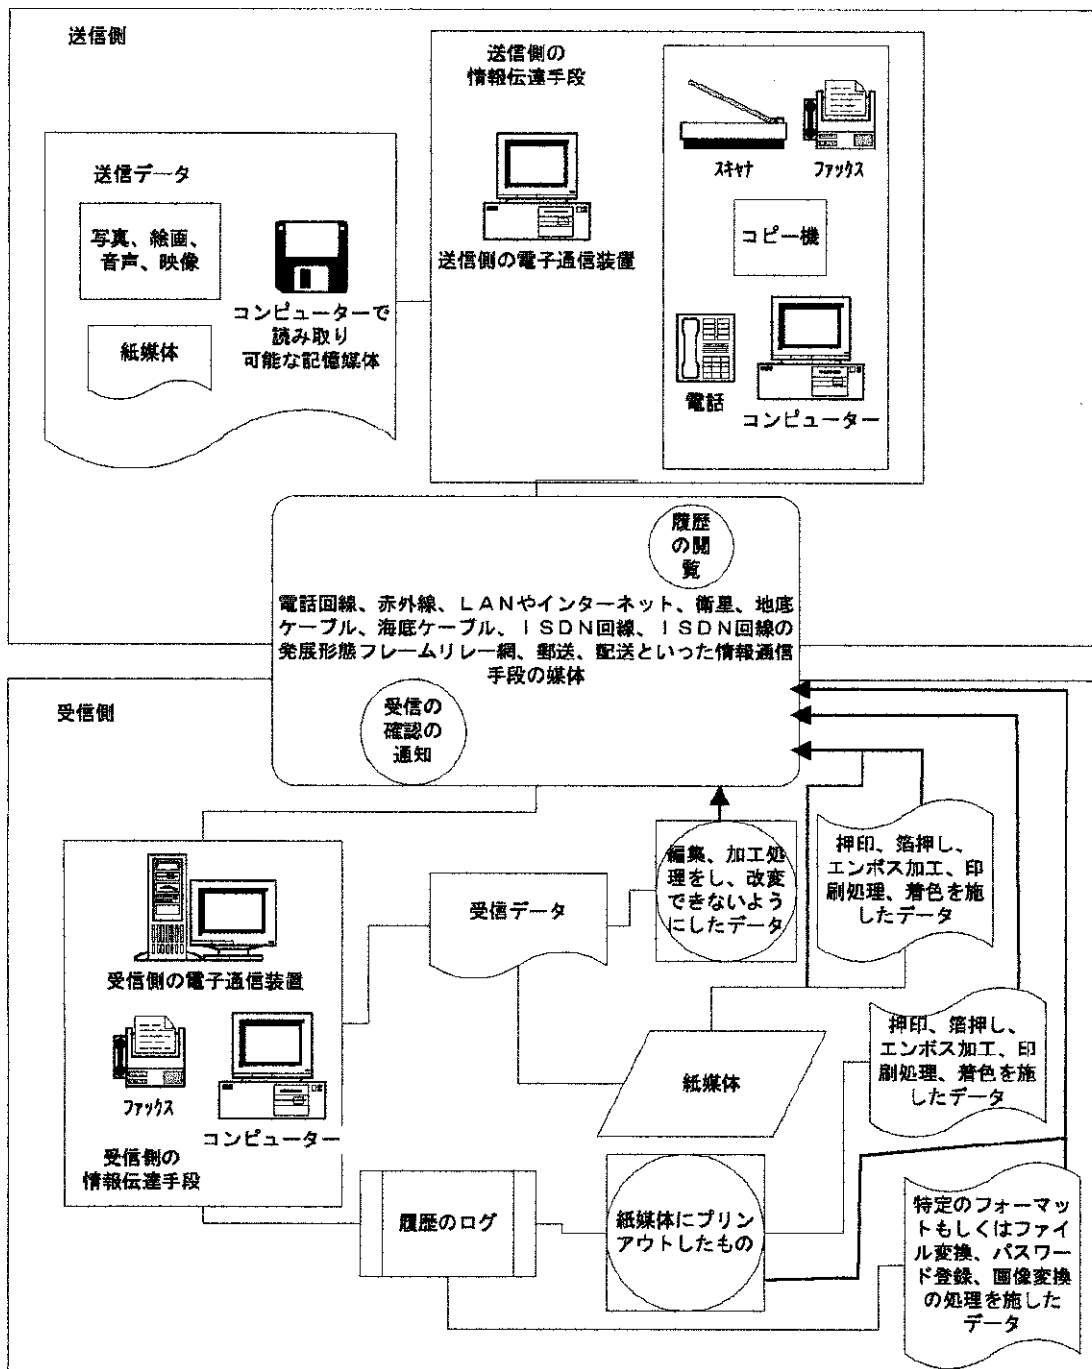 送信側
送信側の
情報伝達手段
スキャナ
ファックス
コピー機
送信側の電子通信装置
電話
コンピューター
送信データ
写真、絵画、
音声、映像
コンピューターで
読み取り
可能な記憶媒体
紙媒体
履歴
の閲
覧
電話回線、赤外線、LANやインターネット、衛星、地底
ケーブル、海底ケーブル、ISDN回線、ISDN回線の
発展形態フレームリレー網、郵送、配送といった情報通信
手段の媒体
受信の
確認の
通知
受信側
受信側の電子通信装置
ファックス
コンピューター
受信側の
情報伝達手段
受信データ
編集、加工処
理をし、改変
できないよう
にしたデータ
押印、箔押し、
エンボス加工、印
刷処理、着色を施
したデータ
紙媒体
押印、箔押し、
エンボス加工、印
刷処理、着色を施
したデータ
履歴のログ
紙媒体にプリン
アウトしたもの
特定のフォーマッ
トもしくはファイ
ル変換、パスワー
ド登録、画像変換
の処理を施した
データ